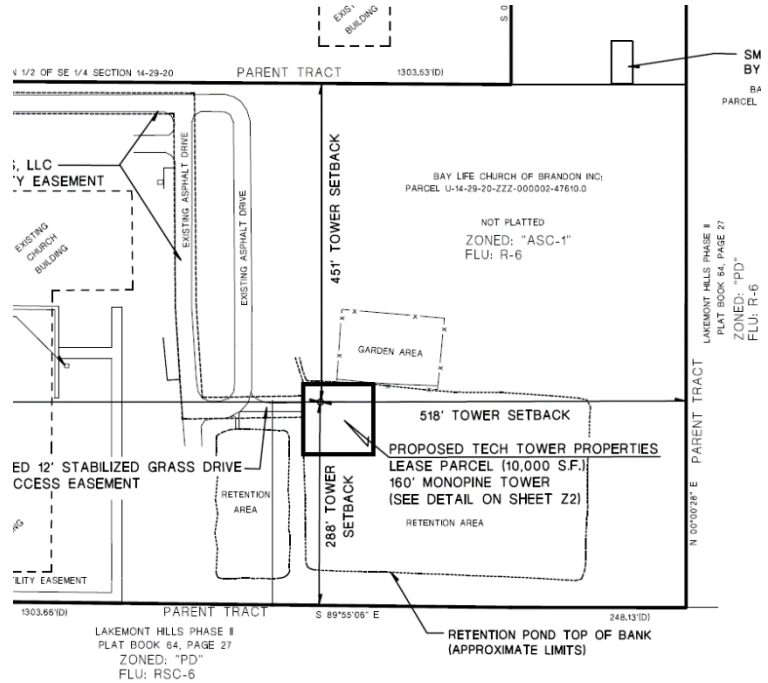 EXISTING
BUILDING
S 0
N 1/2 OF SE 1/4 SECTION 14-29-20
PARENT TRACT
1303.53'(D)
SM
BY
BA
PARCEL
S, LLC
TY EASEMENT
EXISTING ASPHALT DRIVE
EXISTING ASPHALT DRIVE
451' TOWER SETBACK
BAY LIFE CHURCH OF BRANDON INC;
PARCEL U-14-29-20-ZZZ-000002-47610.0
NOT PLATTED
ZONED: "ASC-1"
FLU: R-6
EXISTING
CHURCH
BUILDING
LAKEMONT HILLS PHASE II
PLAT BOOK 64, PAGE 27
ZONED: "PD"
FLU: R-6
GARDEN AREA
518' TOWER SETBACK
PARENT TRACT
N 00°00'28" E
ED 12' STABILIZED GRASS DRIVE
CCESS EASEMENT
PROPOSED TECH TOWER PROPERTIES
LEASE PARCEL (10,000 S.F.)
160' MONOPINE TOWER
(SEE DETAIL ON SHEET Z2)
RETENTION
AREA
288' TOWER
SETBACK
RETENTION AREA
NG
ILITY EASEMENT
1303.66'(D)
PARENT TRACT
S 89°55'06" E
248.13'(D)
LAKEMONT HILLS PHASE II
PLAT BOOK 64, PAGE 27
ZONED: "PD"
FLU: RSC-6
RETENTION POND TOP OF BANK
(APPROXIMATE LIMITS)